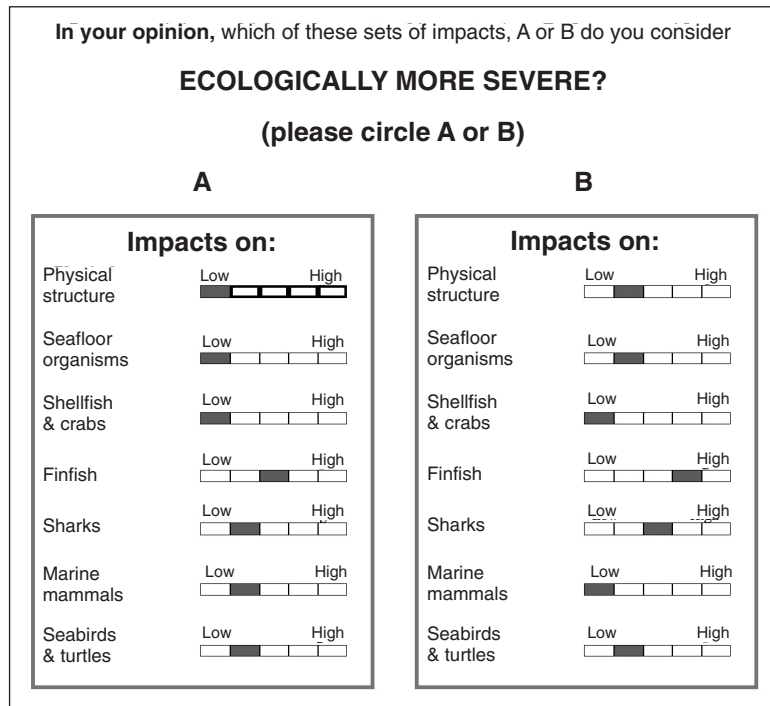 In your opinion, which of these sets of impacts, A or B do you consider
ECOLOGICALLY MORE SEVERE?
(please circle A or B)
A
Impacts on:
Physical
structure
Low High
Seafloor
organisms
Low High
Shellfish
& crabs
Low High
Finfish
Low High
Sharks
Low High
Marine
mammals
Low High
Seabirds
& turtles
Low High
B
Impacts on:
Physical
structure
Low High
Seafloor
organisms
Low High
Shellfish
& crabs
Low High
Finfish
Low High
Sharks
Low High
Marine
mammals
Low High
Seabirds
& turtles
Low High